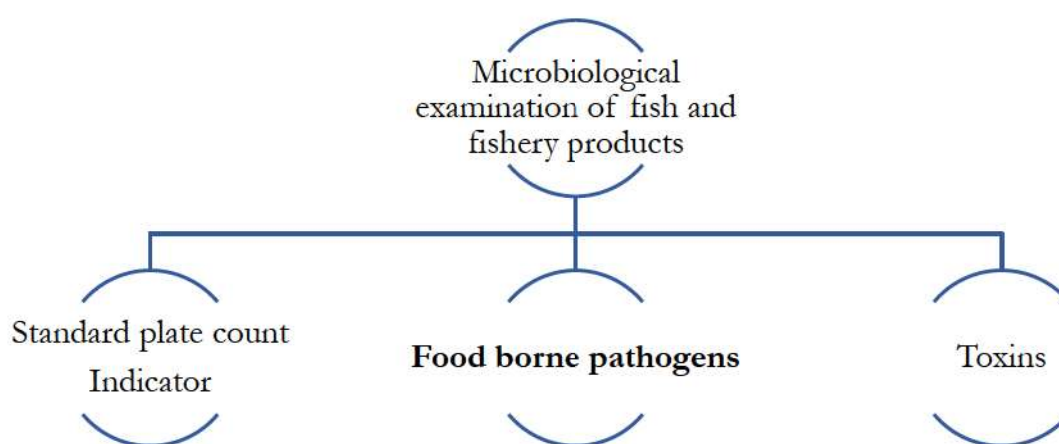 Microbiological
examination of fish and
fishery products
Standard plate count
Indicator
Food borne pathogens
Toxins